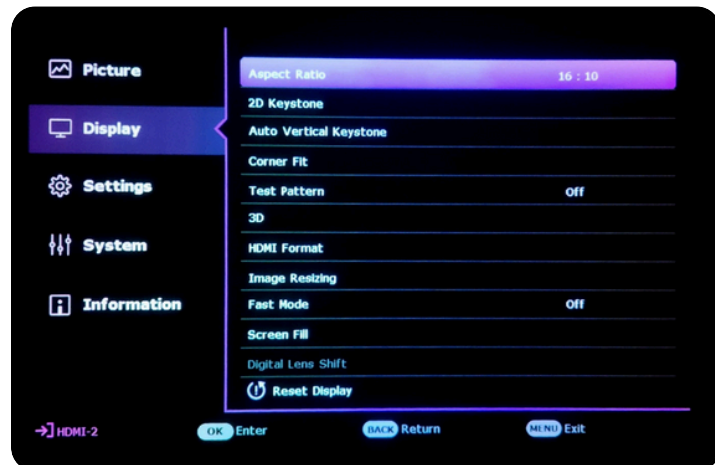 Picture
Display
Settings
System
Information
Aspect Ratio 16 : 10
2D Keystone
Auto Vertical Keystone
Corner Fit
Test Pattern Off
3D
HDMI Format
Image Resizing
Fast Mode Off
Screen Fill
Digital Lens Shift
Reset Display
HDMI-2 OK Enter BACK Return MENU Exit